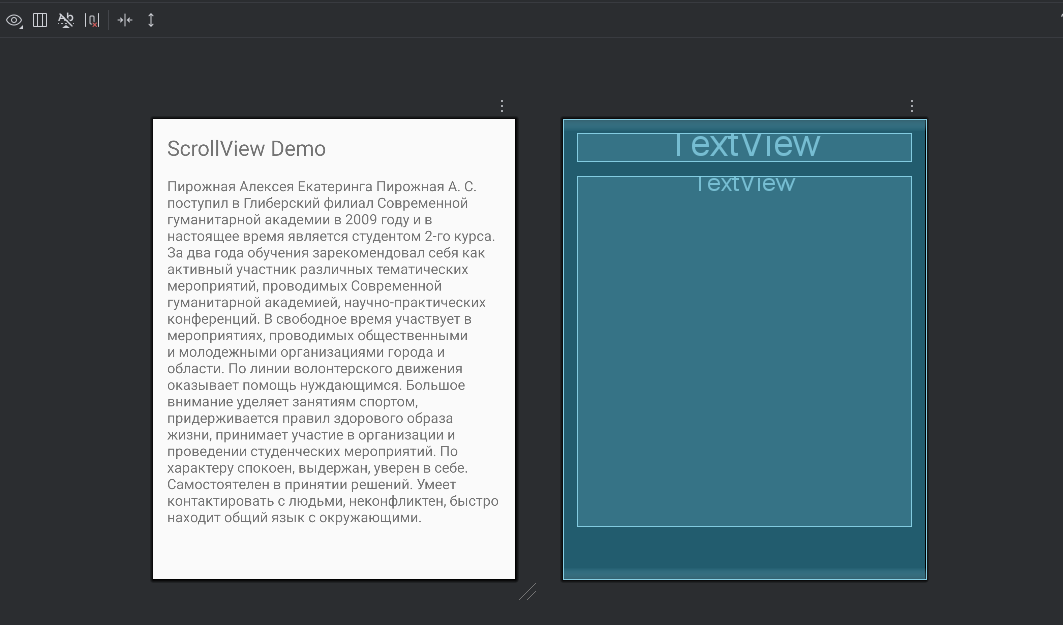 ScrollView Demo
Пирожная Алексея Екатеринга Пирожная А. С.
поступил в Глиберский филиал Современной
гуманитарной академии в 2009 году и в
настоящее время является студентом 2-го курса.
За два года обучения зарекомендовал себя как
активный участник различных тематических
мероприятий, проводимых Современной
гуманитарной академией, научно-практических
конференций. В свободное время участвует в
мероприятиях, проводимых общественными
и молодежными организациями города и
области. По линии волонтерского движения
оказывает помощь нуждающимся. Большое
внимание уделяет занятиям спортом,
придерживается правил здорового образа
жизни, принимает участие в организации и
проведении студенческих мероприятий. По
характеру спокоен, выдержан, уверен в себе.
Самостоятелен в принятии решений. Умеет
контактировать с людьми, неконфликтен, быстро
находит общий язык с окружающими.
TextView
TextView